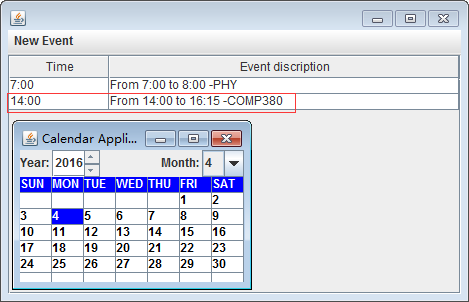 New Event
Time Event discription
7:00 From 7:00 to 8:00 -PHY
14:00 From 14:00 to 16:15 -COMP380
Calendar Appli...
Year: 2016 Month: 4
SUN MON TUE WED THU FRI SAT
1 2
3 4 5 6 7 8 9
10 11 12 13 14 15 16
17 18 19 20 21 22 23
24 25 26 27 28 29 30